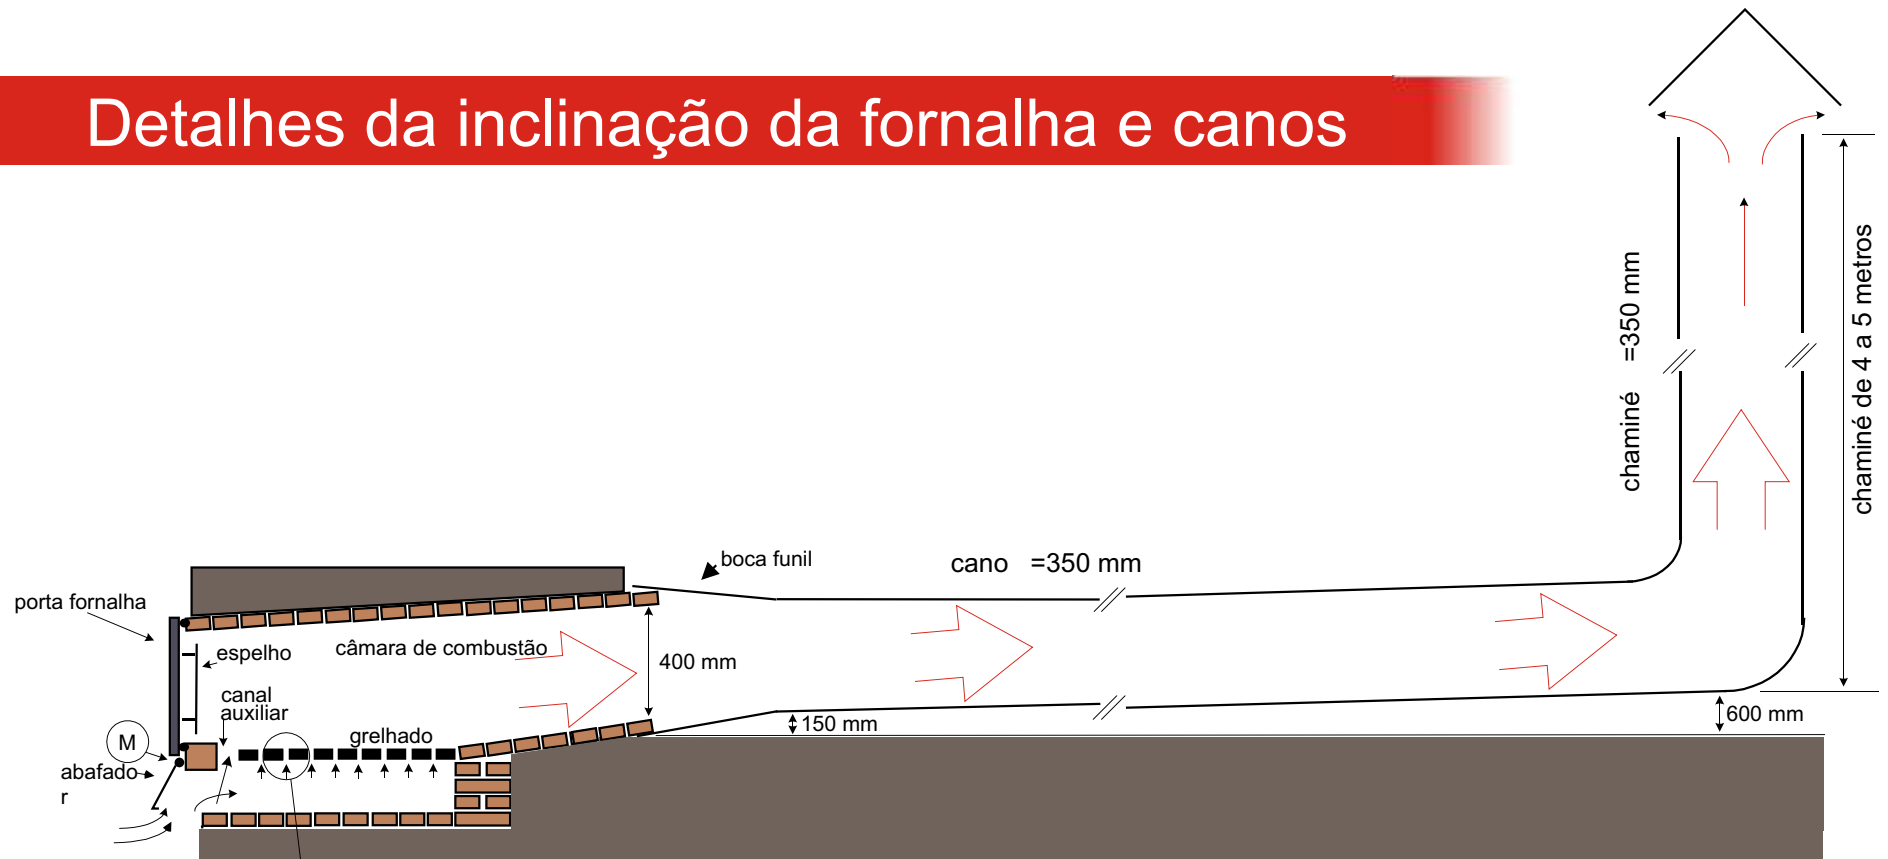 Detalhes da inclinação da fornalha e canos
chaminé =350 mm
chaminé de 4 a 5 metros
boca funil
cano =350 mm
porta fornalha
espelho
câmara de combustão
400 mm
canal
auxiliar
150 mm
600 mm
M
grelhado
abafado
r